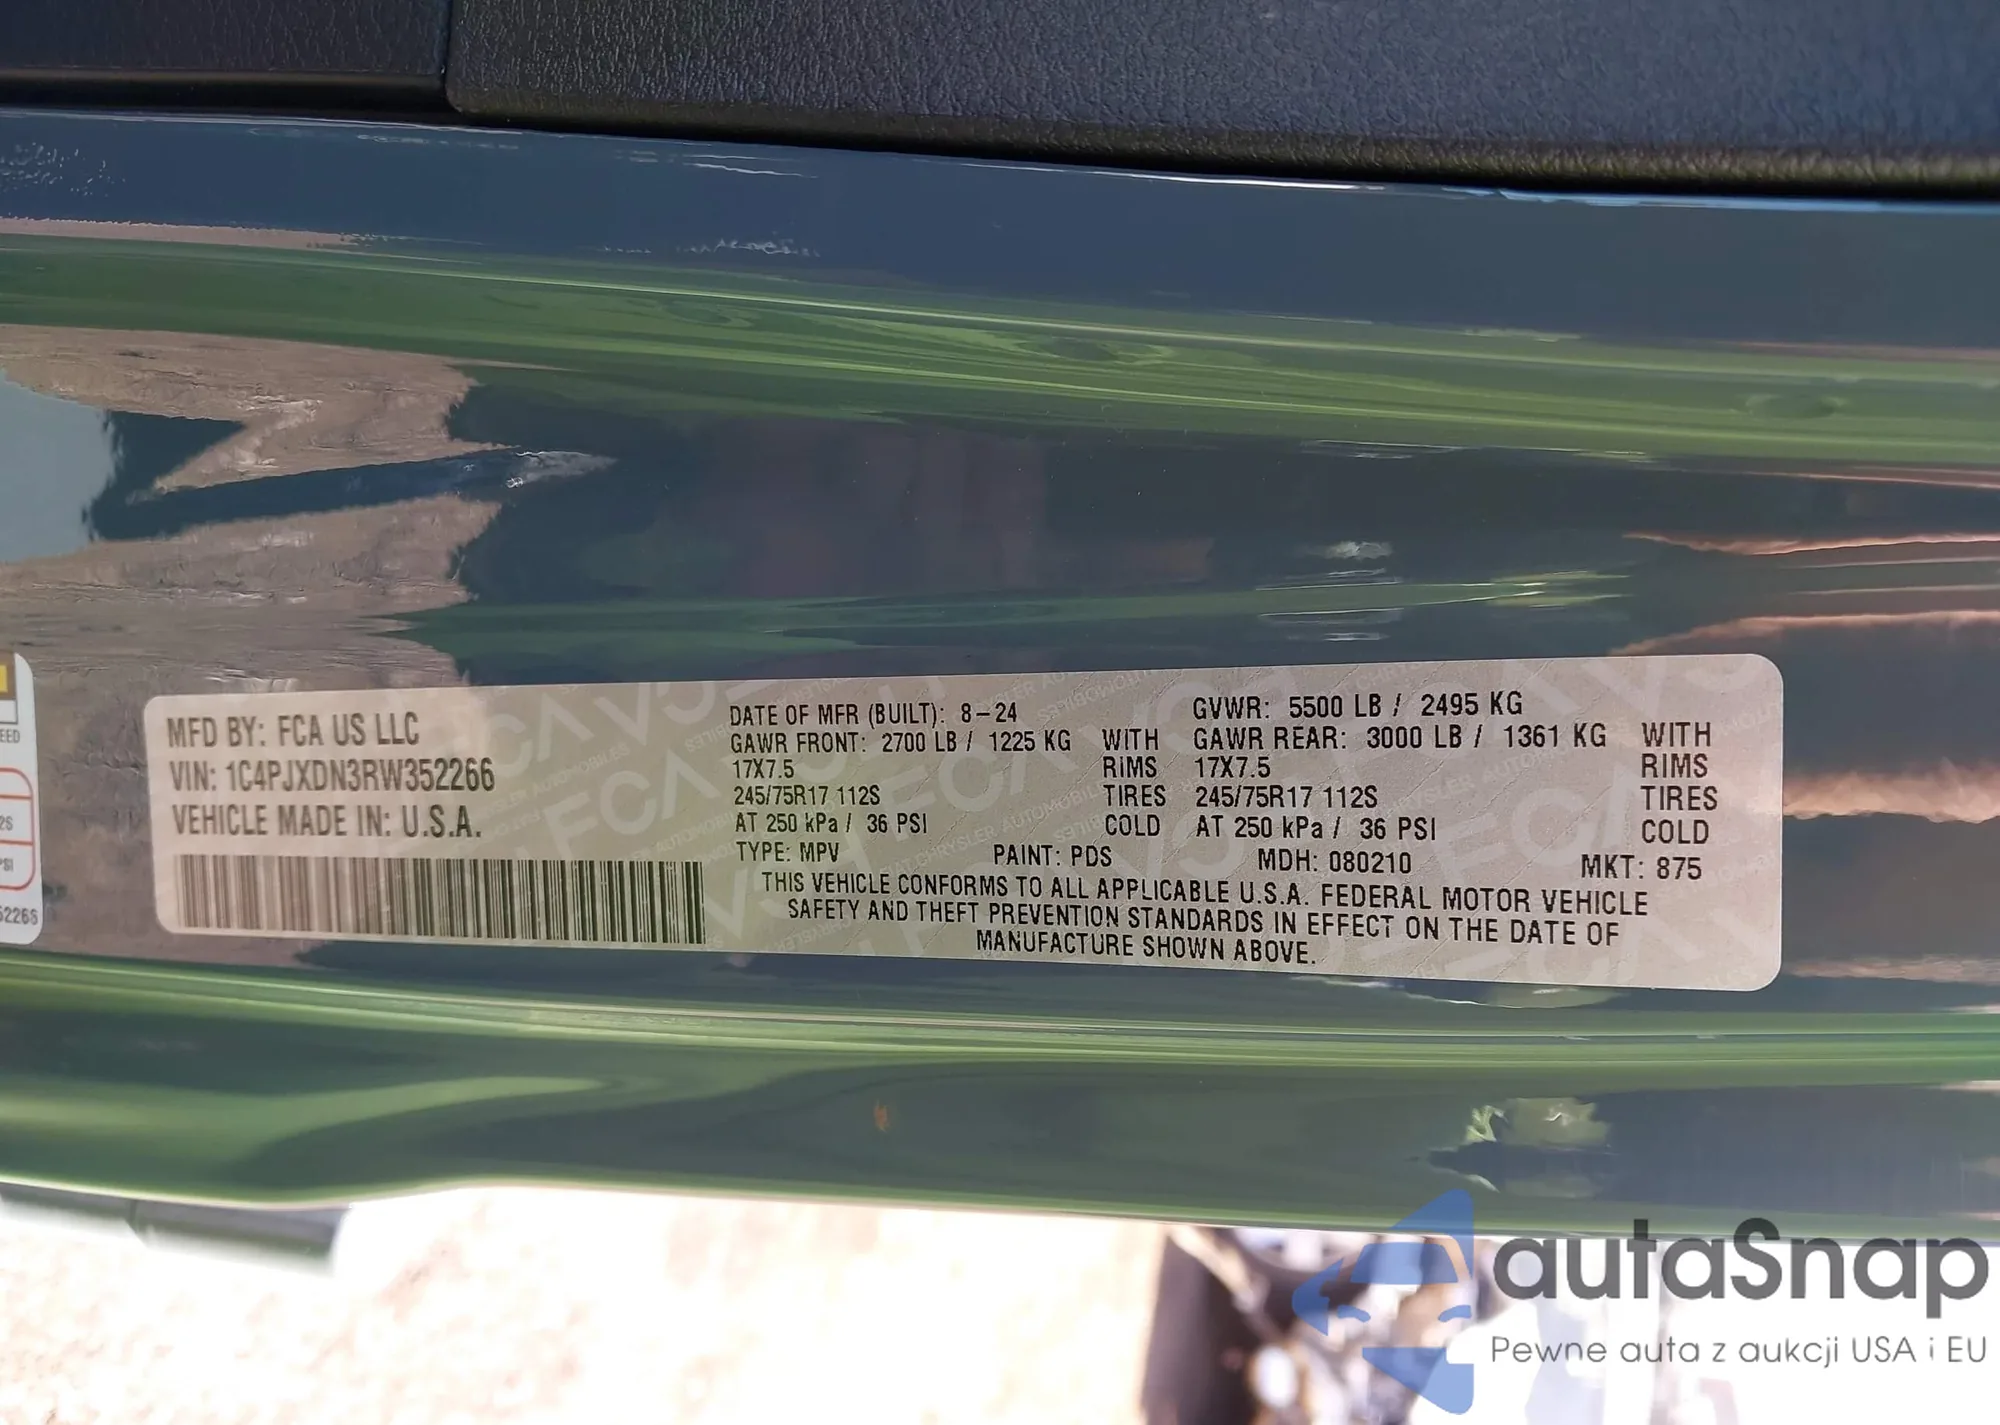 MFD BY: FCA US LLC
VIN: 1C4PJXDN3RW352266
VEHICLE MADE IN: U.S.A.
DATE OF MFR (BUILT): 8-24 GVWR: 5500 LB / 2495 KG
GAWR FRONT: 2700 LB / 1225 KG WITH GAWR REAR: 3000 LB / 1361 KG WITH
17X7.5 RIMS 17X7.5 RIMS
245/75R17 112S TIRES 245/75R17 112S TIRES
AT 250 kPa / 36 PSI COLD AT 250 kPa / 36 PSI COLD
TYPE: MPV PAINT: PDS MDH: 080210 MKT: 875
THIS VEHICLE CONFORMS TO ALL APPLICABLE U.S.A. FEDERAL MOTOR VEHICLE
SAFETY AND THEFT PREVENTION STANDARDS IN EFFECT ON THE DATE OF
MANUFACTURE SHOWN ABOVE.
52266
autaSnap
Pewne auta z aukcji USA i EU